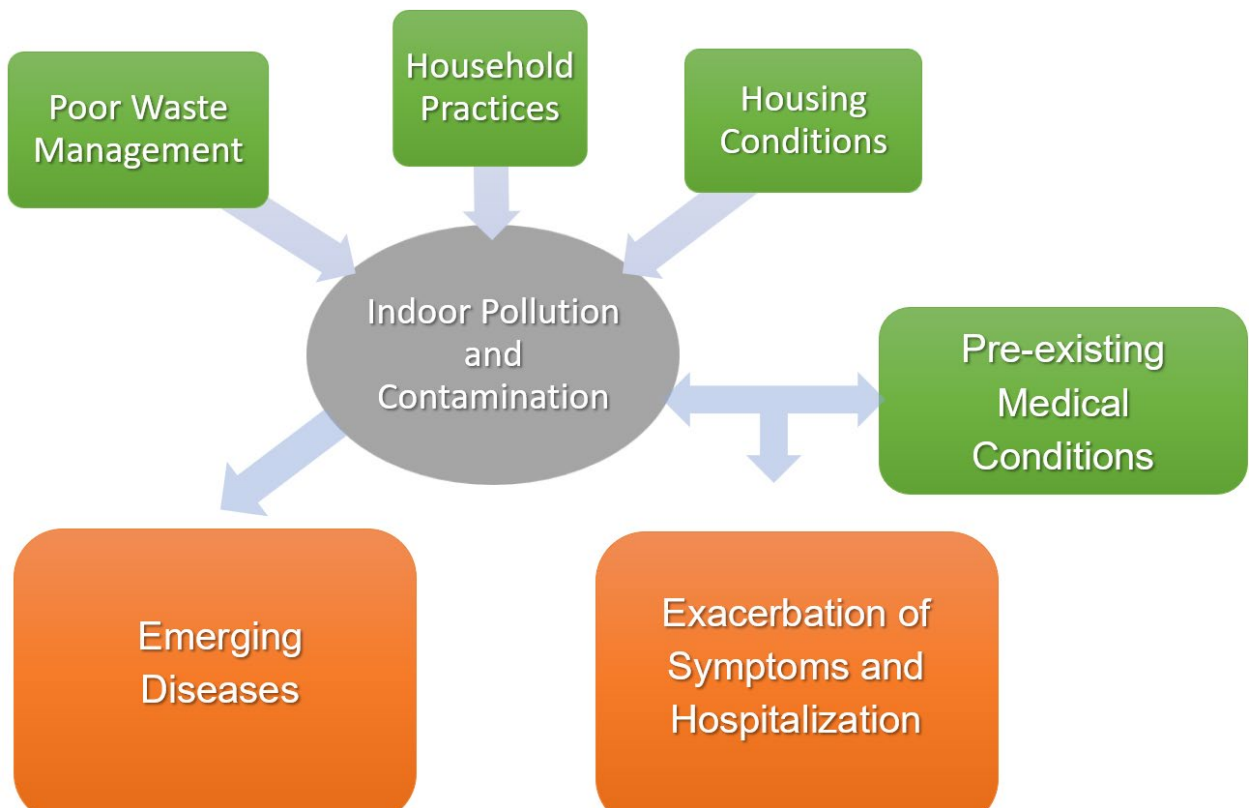 Poor Waste
Management
Household
Practices
Housing
Conditions
Indoor Pollution
and
Contamination
Pre-existing
Medical
Conditions
Emerging
Diseases
Exacerbation of
Symptoms and
Hospitalization